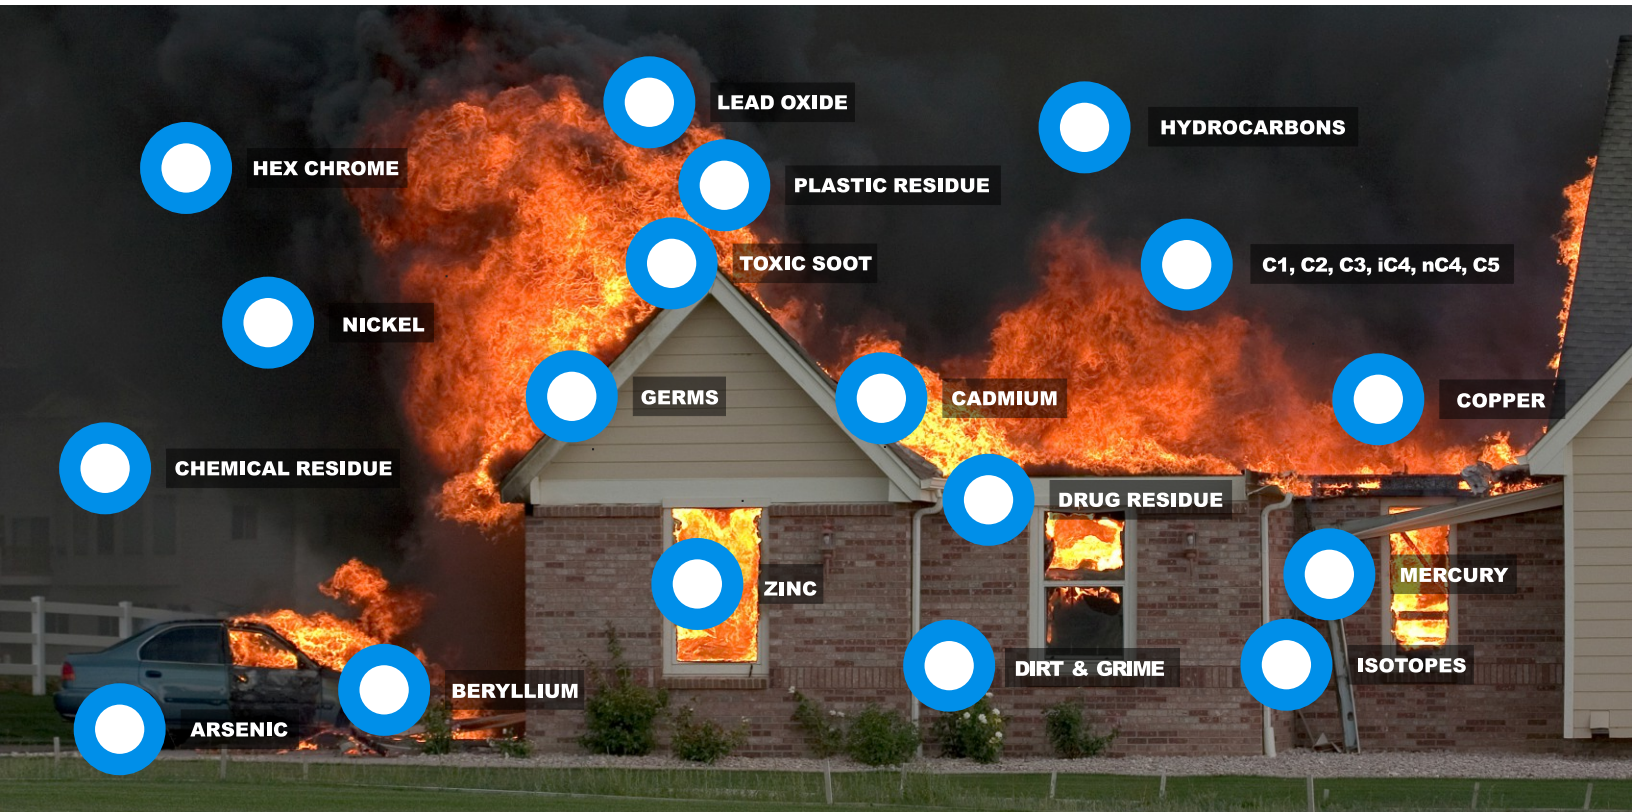 LEAD OXIDE
HYDROCARBONS
HEX CHROME
PLASTIC RESIDUE
TOXIC SOOT
C1, C2, C3, iC4, nC4, C5
NICKEL
GERMS
CADMIUM
COPPER
CHEMICAL RESIDUE
DRUG RESIDUE
ZINC
MERCURY
DIRT & GRIME
ISOTOPES
BERYLLIUM
ARSENIC